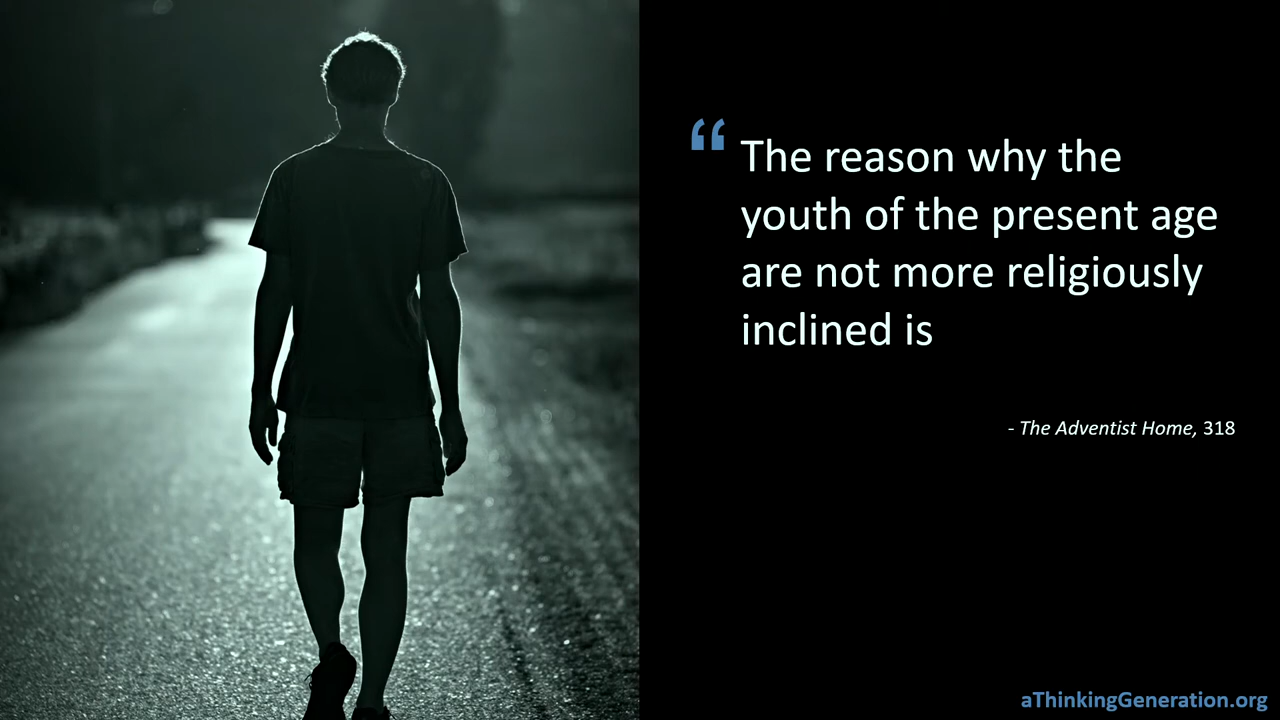 “ The reason why the
youth of the present age
are not more religiously
inclined is
- The Adventist Home, 318
aThinkingGeneration.org